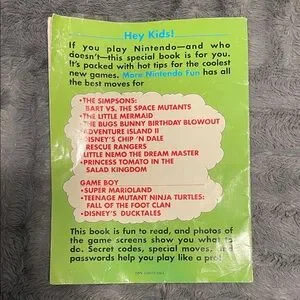 Hey Kids!
If you play Nintendo—and who
doesn't—this special book is for you.
It's packed with hot tips for the coolest
new games. More Nintendo Fun has all
the best moves for
•THE SIMPSONS:
BART VS. THE SPACE MUTANTS
•THE LITTLE MERMAID
•THE BUGS BUNNY BIRTHDAY BLOWOUT
•ADVENTURE ISLAND II
•DISNEY'S CHIP 'N DALE
RESCUE RANGERS
•LITTLE NEMO THE DREAM MASTER
•PRINCESS TOMATO IN THE
SALAD KINGDOM
GAME BOY
•SUPER MARIOLAND
•TEENAGE MUTANT NINJA TURTLES:
FALL OF THE FOOT CLAN
•DISNEY'S DUCKTALES
This book is fun to read, and photos of
the game screens show you what to
do. Secret codes, special moves, and
passwords help you play like a pro!